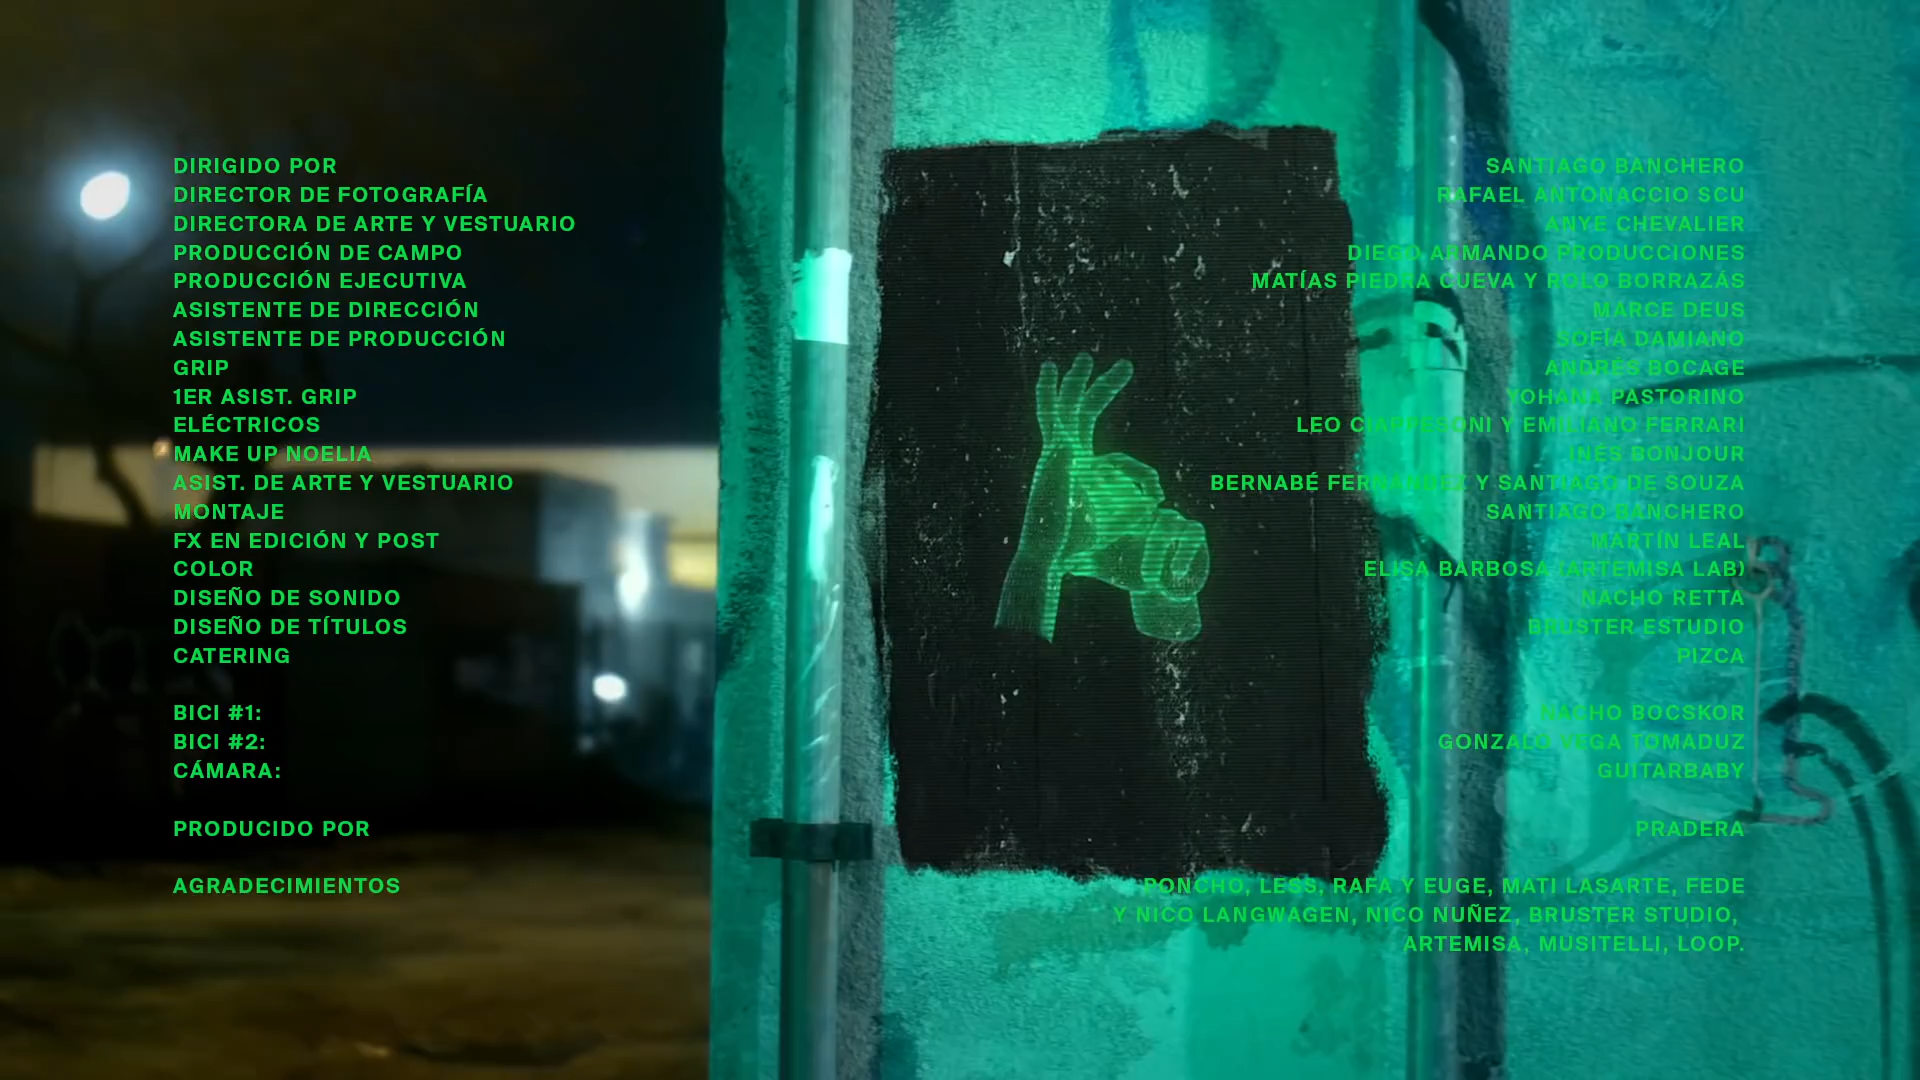 DIRIGIDO POR SANTIAGO BANCHERO
DIRECTOR DE FOTOGRAFÍA RAFAEL ANTONACCIO SCU
DIRECTORA DE ARTE Y VESTUARIO ANYE CHEVALIER
PRODUCCIÓN DE CAMPO DIEGO ARMANDO PRODUCCIONES
PRODUCCIÓN EJECUTIVA MATÍAS PIEDRA CUEVA Y ROLO BORRAZÁS
ASISTENTE DE DIRECCIÓN MARCE DEUS
ASISTENTE DE PRODUCCIÓN SOFÍA DAMIANO
GRIP ANDRÉS BOCAGE
1ER ASIST. GRIP YOHANA PASTORINO
ELÉCTRICOS LEO CIAPPESONI Y EMILIANO FERRARI
MAKE UP NOELIA INÉS BONJOUR
ASIST. DE ARTE Y VESTUARIO BERNABÉ FERNÁNDEZ Y SANTIAGO DE SOUZA
MONTAJE SANTIAGO BANCHERO
FX EN EDICIÓN Y POST MARTÍN LEAL
COLOR ELISA BARBOSA (ARTEMISA LAB)
DISEÑO DE SONIDO NACHO RETTA
DISEÑO DE TÍTULOS BRUSTER ESTUDIO
CATERING PIZCA
BICI #1: NACHO BOCSKOR
BICI #2: GONZALO VEGA TOMADUZ
CÁMARA: GUITARBABY
PRODUCIDO POR PRADERA
AGRADECIMIENTOS PONCHO, LESS, RAFA Y EUGE, MATI LASARTE, FEDE
Y NICO LANGWAGEN, NICO NUÑEZ, BRUSTER STUDIO,
ARTEMISA, MUSITELLI, LOOP.